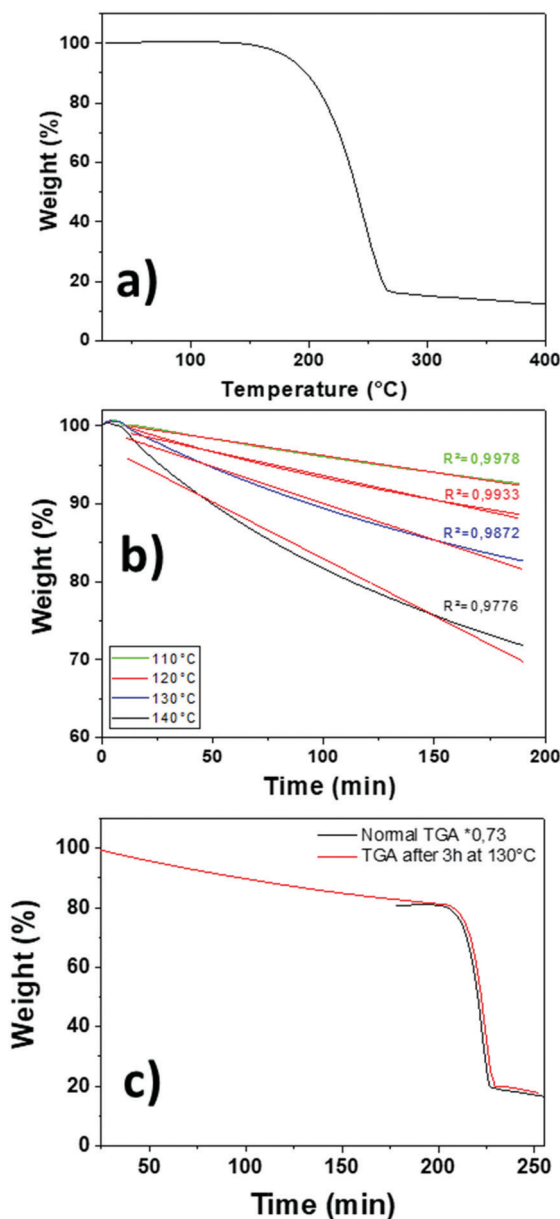 100
80
60
40
20
0
Weight (%)
a)
100
200
300
400
Temperature (°C)
100
90
80
70
60
Weight (%)
R²=0,9978
R²=0,9933
R²=0,9872
R²=0,9776
b)
110°C
120°C
130°C
140°C
0
50
100
150
200
Time (min)
Normal TGA *0,73
TGA after 3h at 130°C
100
80
60
40
20
0
Weight (%)
c)
50
100
150
200
250
Time (min)